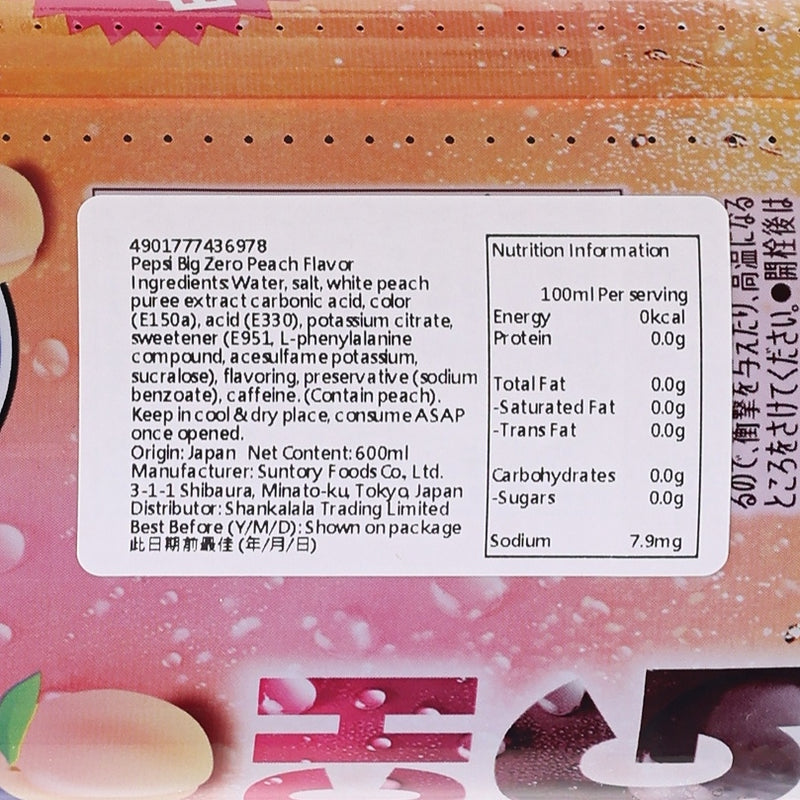 4901777436978
Pepsi Big Zero Peach Flavor
Ingredients: Water, salt, white peach
puree extract carbonic acid, color
(E150a), acid (E330), potassium citrate,
sweetener (E951, L-phenylalanine
compound, acesulfame potassium,
sucralose), flavoring, preservative (sodium
benzoate), caffeine. (Contain peach).
Keep in cool & dry place, consume ASAP
once opened.
Origin: Japan Net Content: 600ml
Manufacturer: Suntory Foods Co., Ltd.
3-1-1 Shibaura, Minato-ku, Tokyo, Japan
Distributor: Shankalala Trading Limited
Best Before (Y/M/D): Shown on package
此日期前最佳 (年/月/日)
Nutrition Information
100ml Per serving
Energy 0kcal
Protein 0.0g
Total Fat 0.0g
-Saturated Fat 0.0g
-Trans Fat 0.0g
Carbohydrates 0.0g
-Sugars 0.0g
Sodium 7.9mg
るので、衝撃を与えたり、高温になる
ところをさけてください。●開栓後は